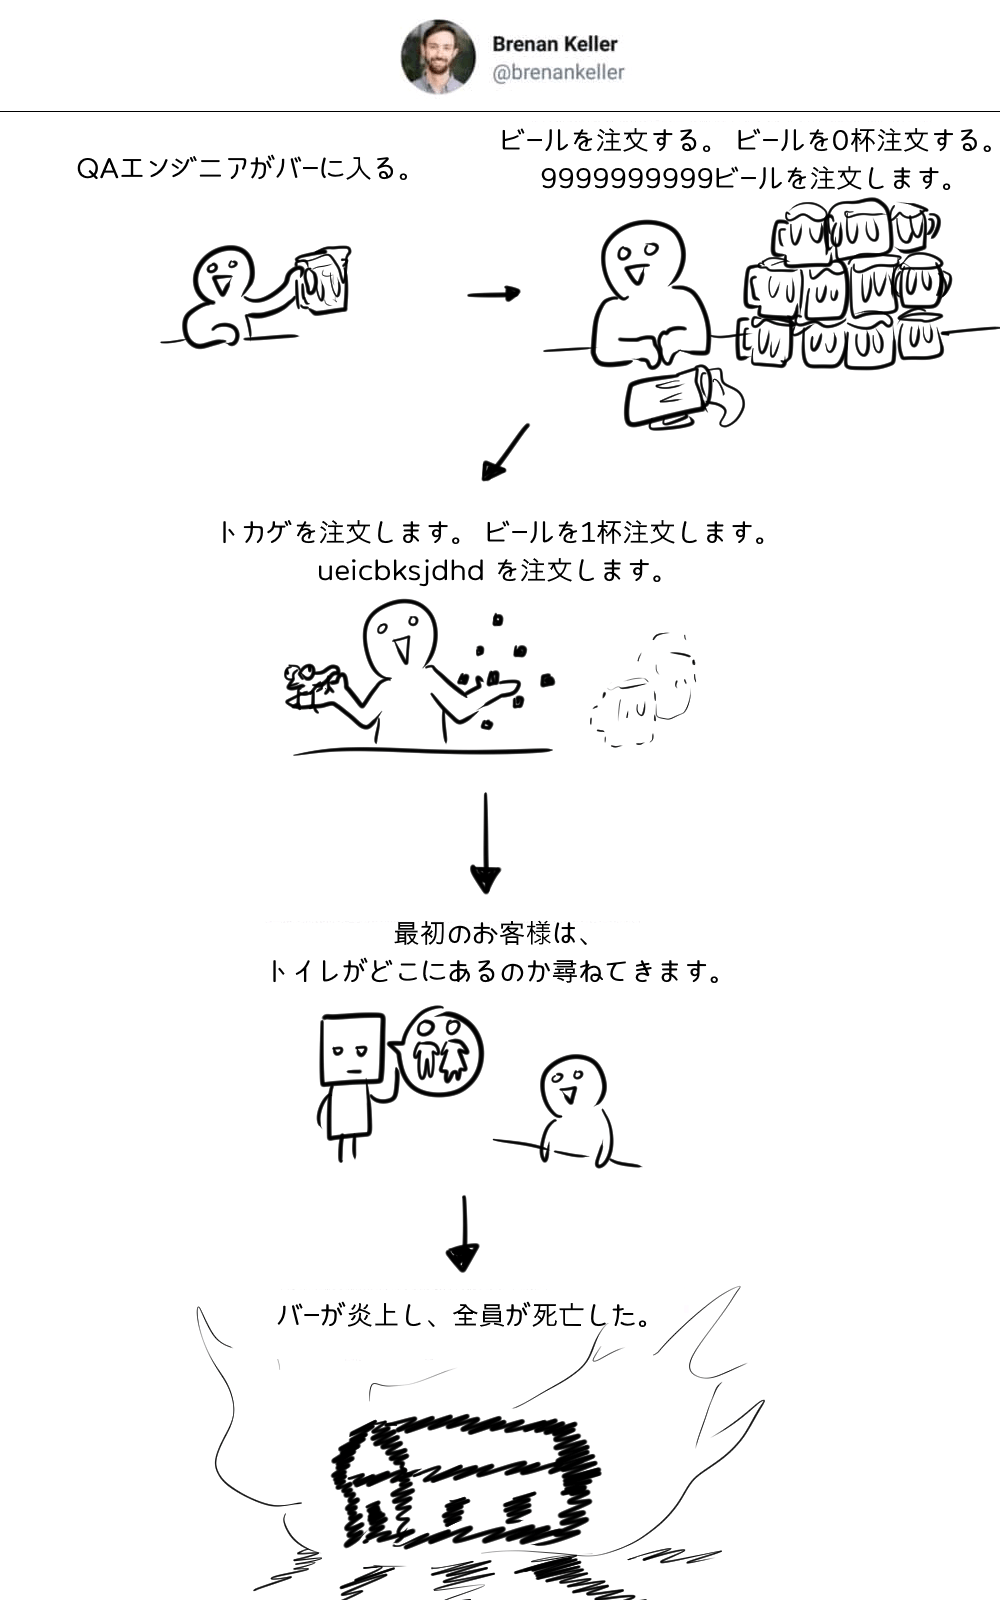 Brenan Keller
@brenankeller
QAエンジニアがバーに入る。
ビールを注文する。 ビールを0杯注文する。
9999999999ビールを注文します。
トカゲを注文します。 ビールを1杯注文します。
ueicbksjdhd を注文します。
最初のお客様は、
トイレがどこにあるのか尋ねてきます。
バーが炎上し、全員が死亡した。